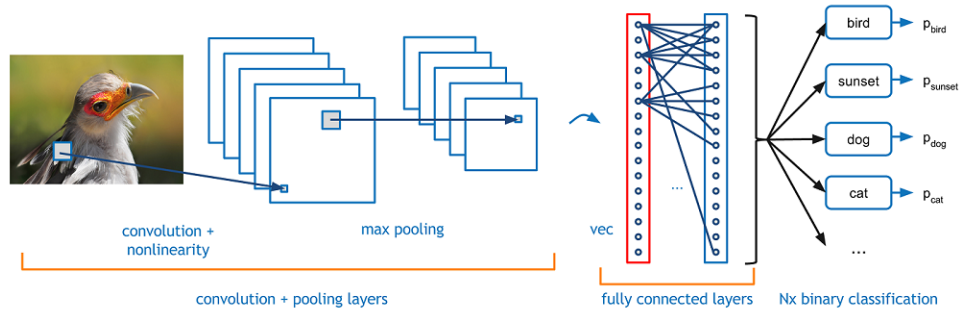 convolution +
nonlinearity
max pooling
convolution + pooling layers
vec
...
fully connected layers
bird
p_bird
sunset
p_sunset
dog
p_dog
cat
p_cat
...
Nx binary classification